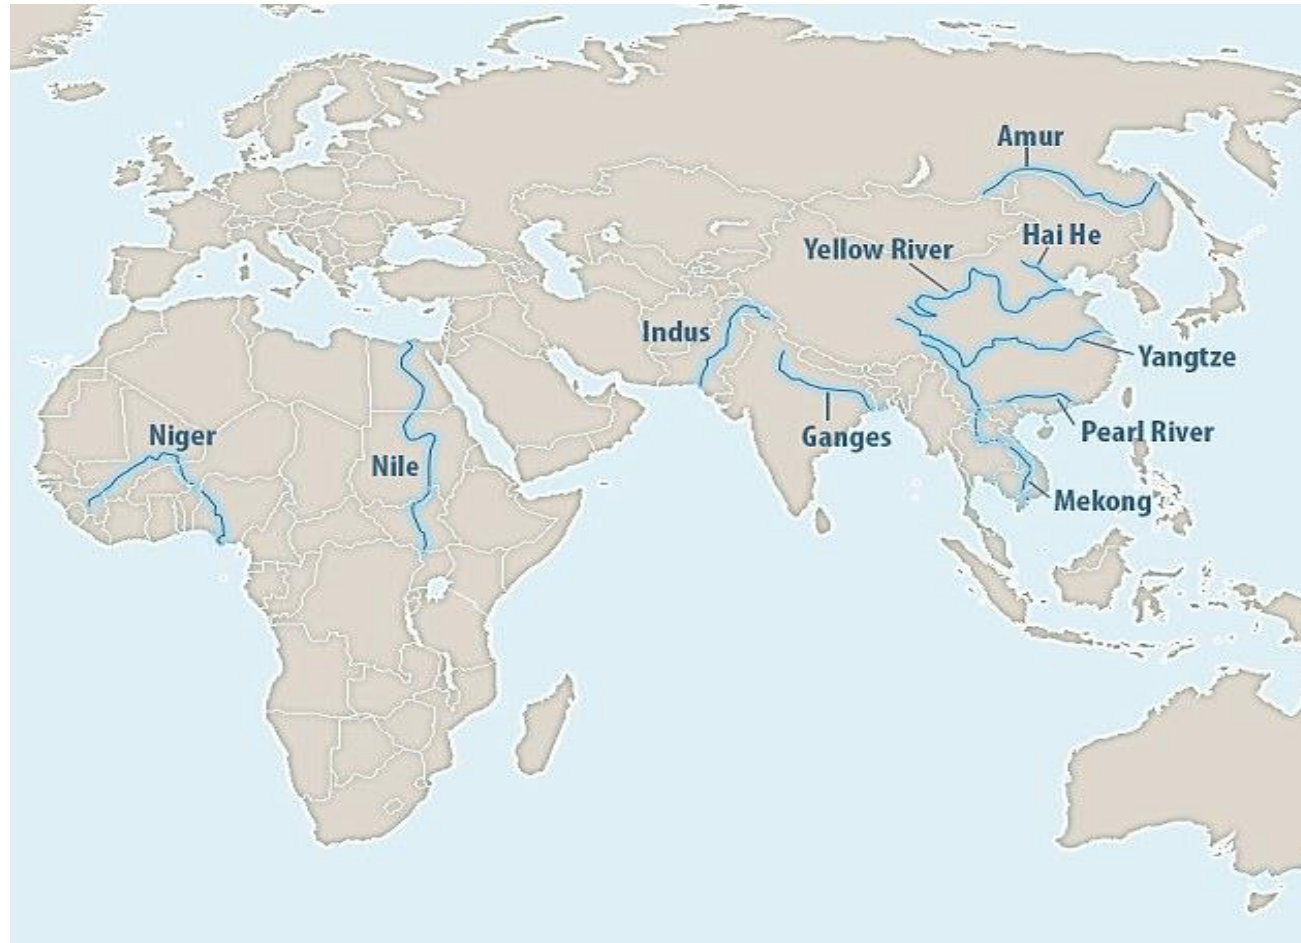 Amur
Hai He
Yellow River
Indus
Yangtze
Niger
Ganges
Pearl River
Nile
Mekong